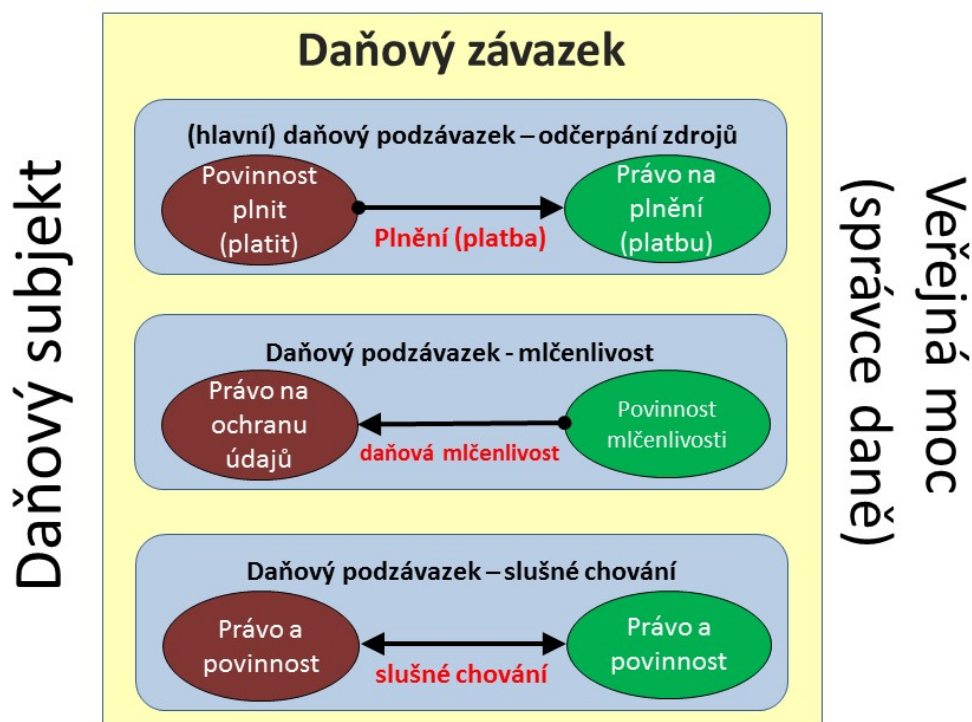 Daňový závazek
Daňový subjekt
(hlavní) daňový podzávazek – odčerpání zdrojů
Povinnost
plnit
(platit)
Plnění (platba)
Právo na
plnění
(platbu)
Daňový podzávazek - mlčenlivost
Právo na
ochranu
údajů
daňová mlčenlivost
Povinnost
mlčenlivosti
Daňový podzávazek – slušné chování
Právo a
povinnost
slušné chování
Právo a
povinnost
Veřejná moc
(správce daně)